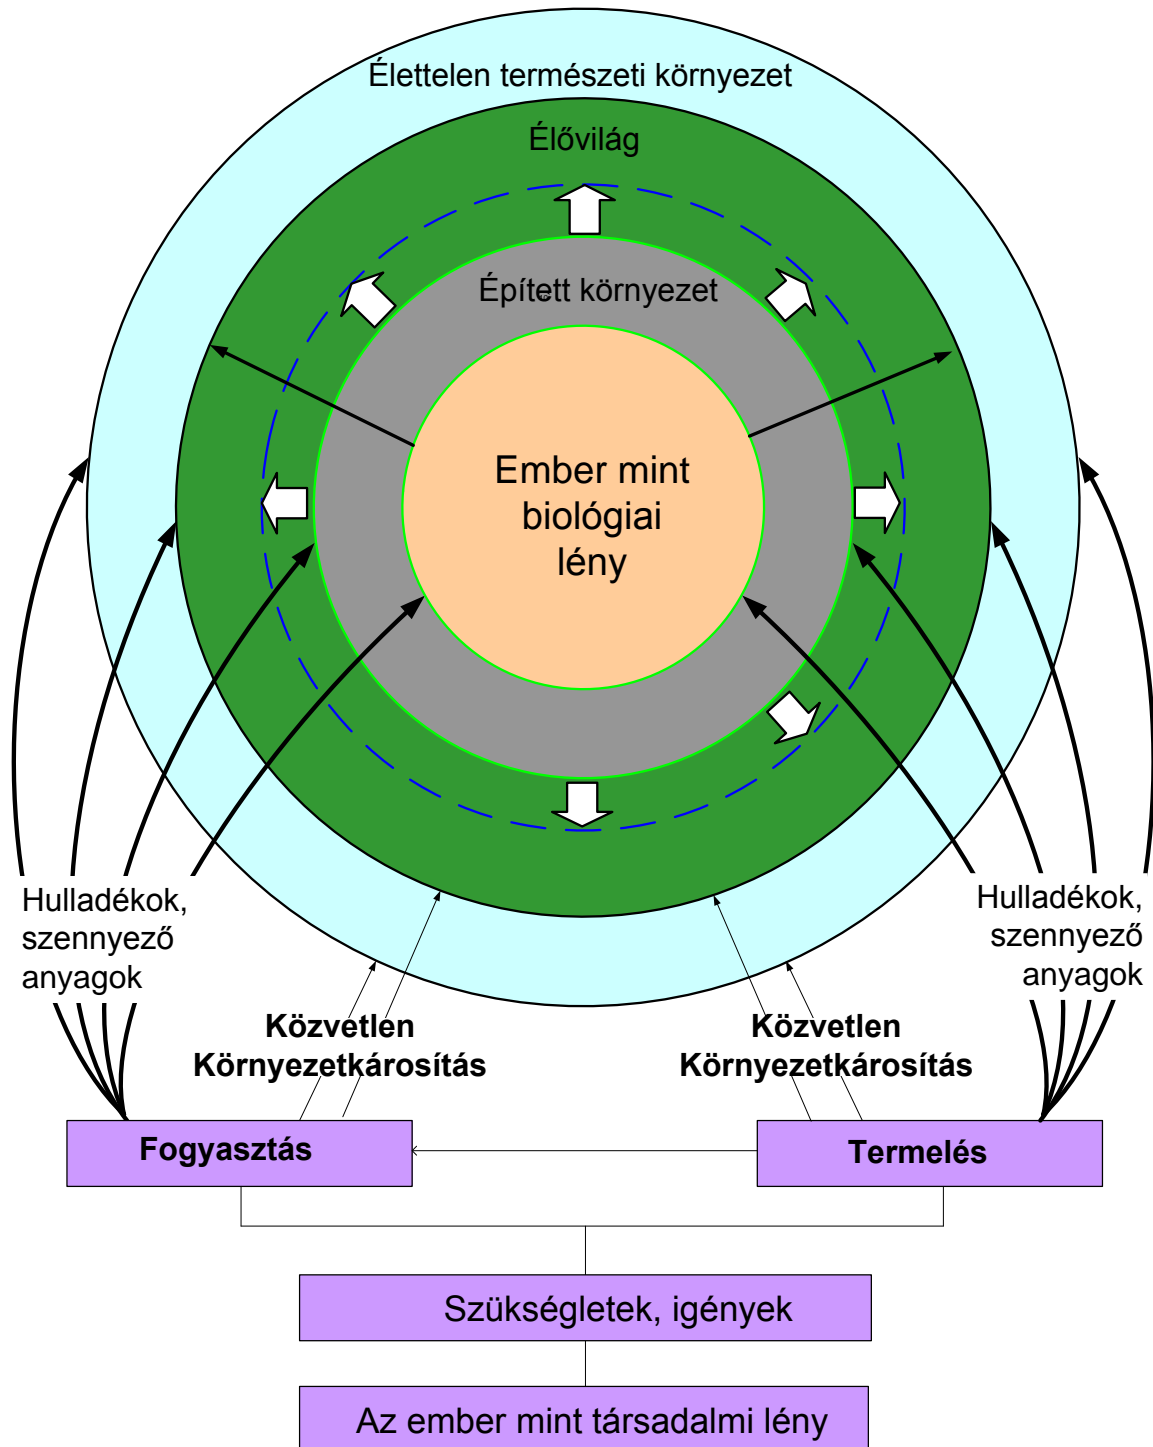 Élettelen természeti környezet
Élővilág
Épített környezet
Ember mint
biológiai
lény
Hulladékok,
szennyező
anyagok
Hulladékok,
szennyező
anyagok
Közvetlen
Környezetkárosítás
Közvetlen
Környezetkárosítás
Fogyasztás
Termelés
Szükségletek, igények
Az ember mint társadalmi lény